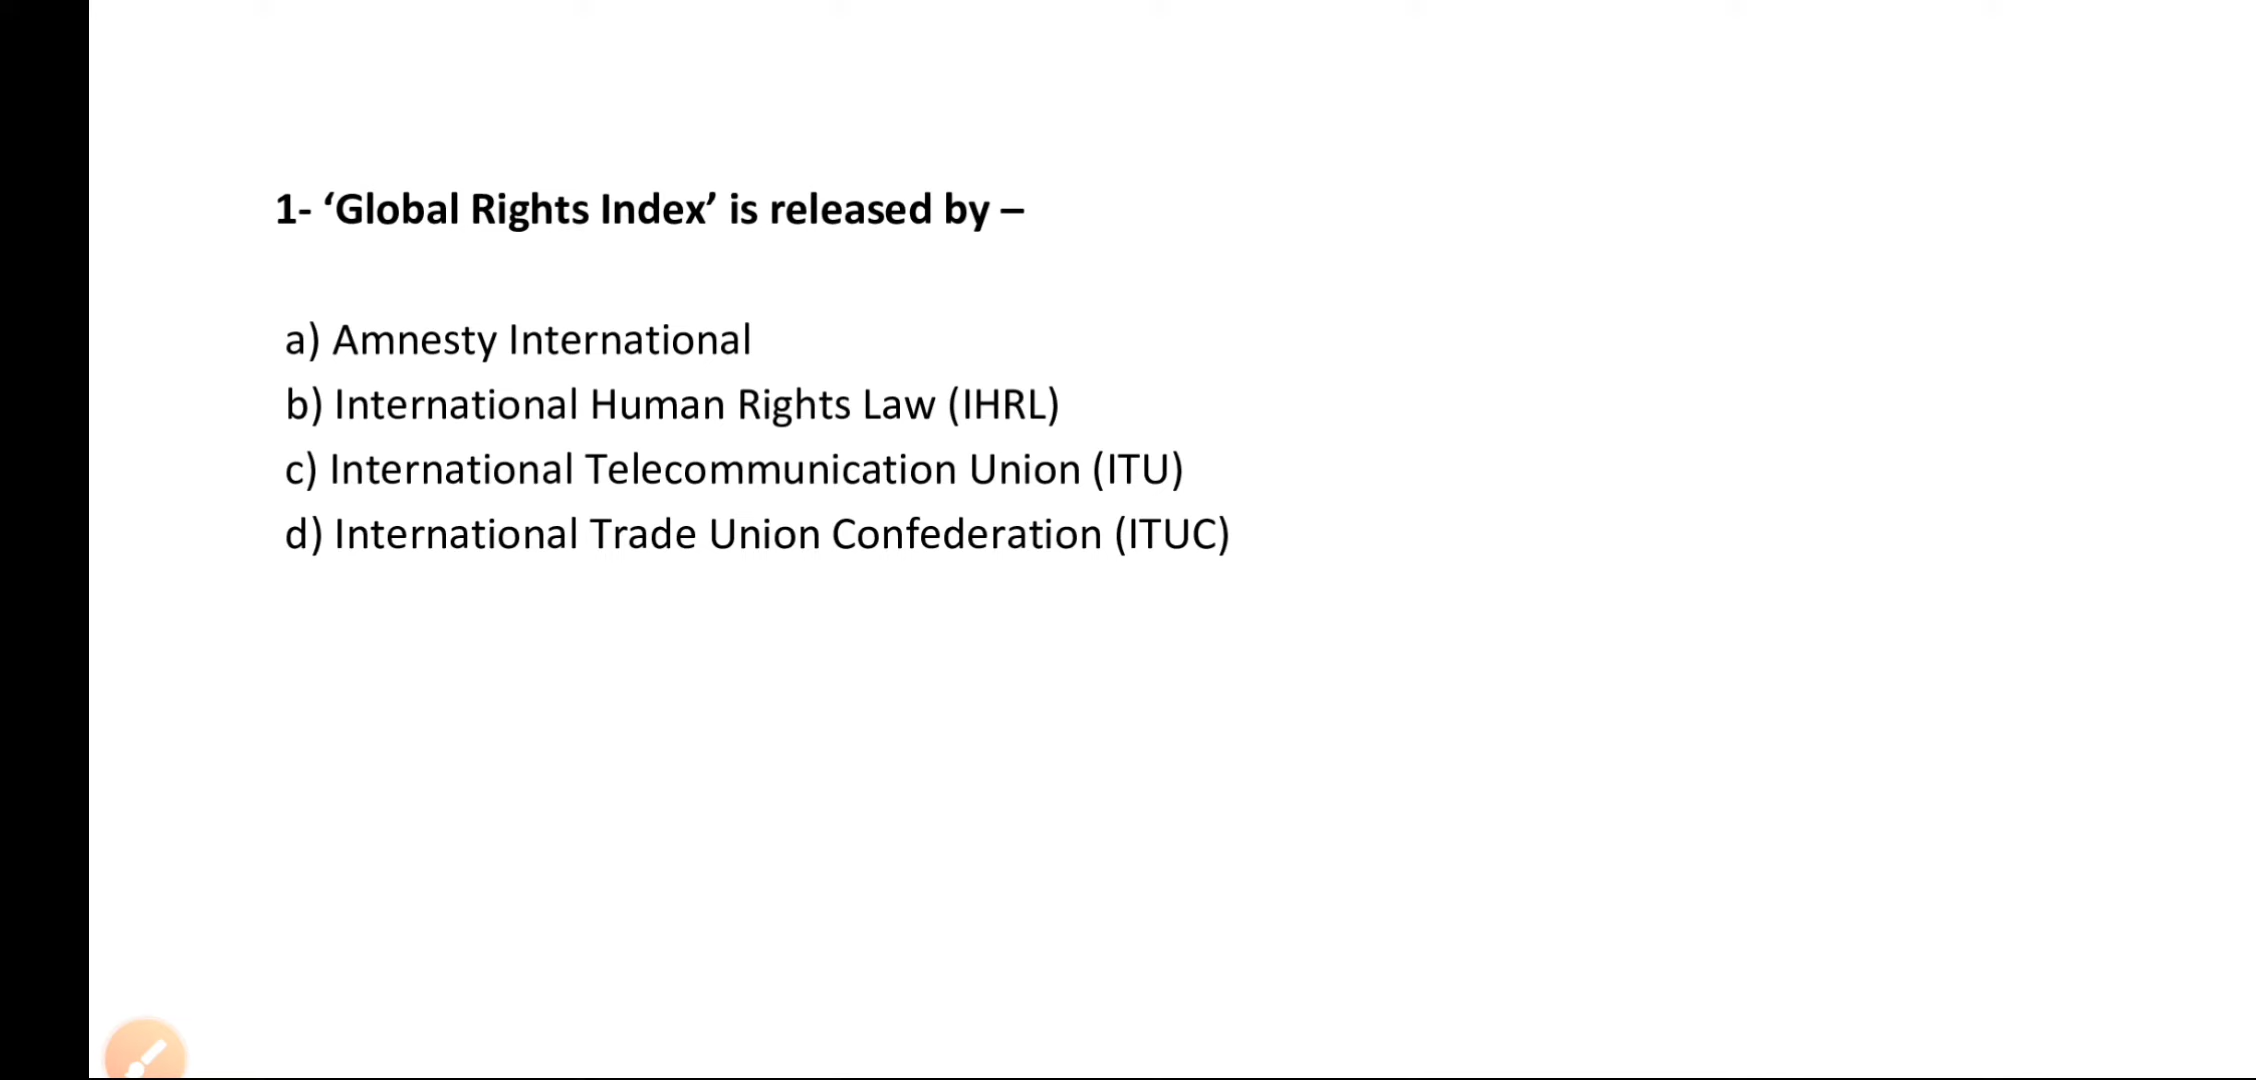 1- ‘Global Rights Index’ is released by –
a) Amnesty International
b) International Human Rights Law (IHRL)
c) International Telecommunication Union (ITU)
d) International Trade Union Confederation (ITUC)